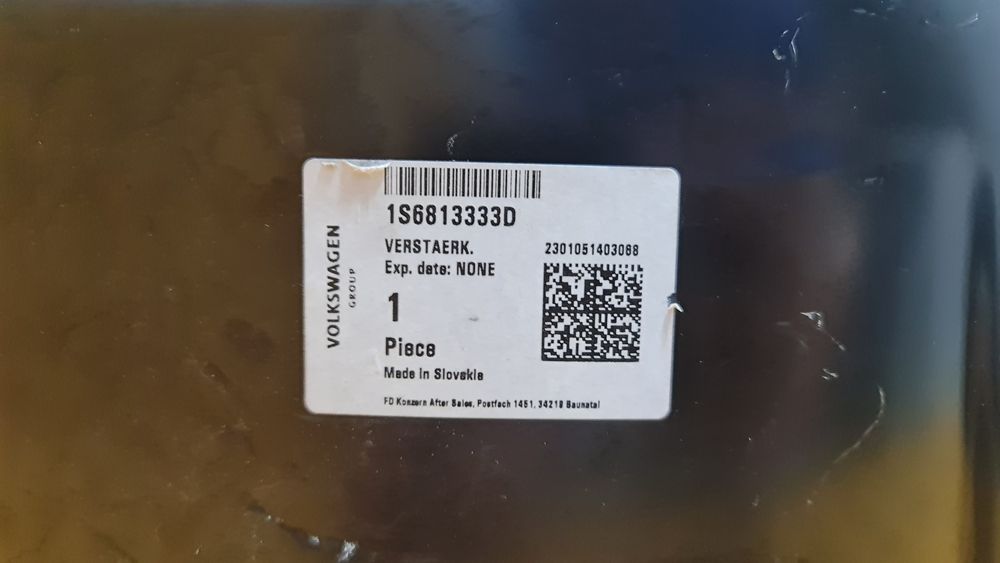 VOLKSWAGEN
GROUP
1S6813333D
VERSTAERK.
Exp. date: NONE
1
Piece
Made in Slovakia
2301051403088
FD Konzern After Sales, Postfach 1451, 34219 Baunatal